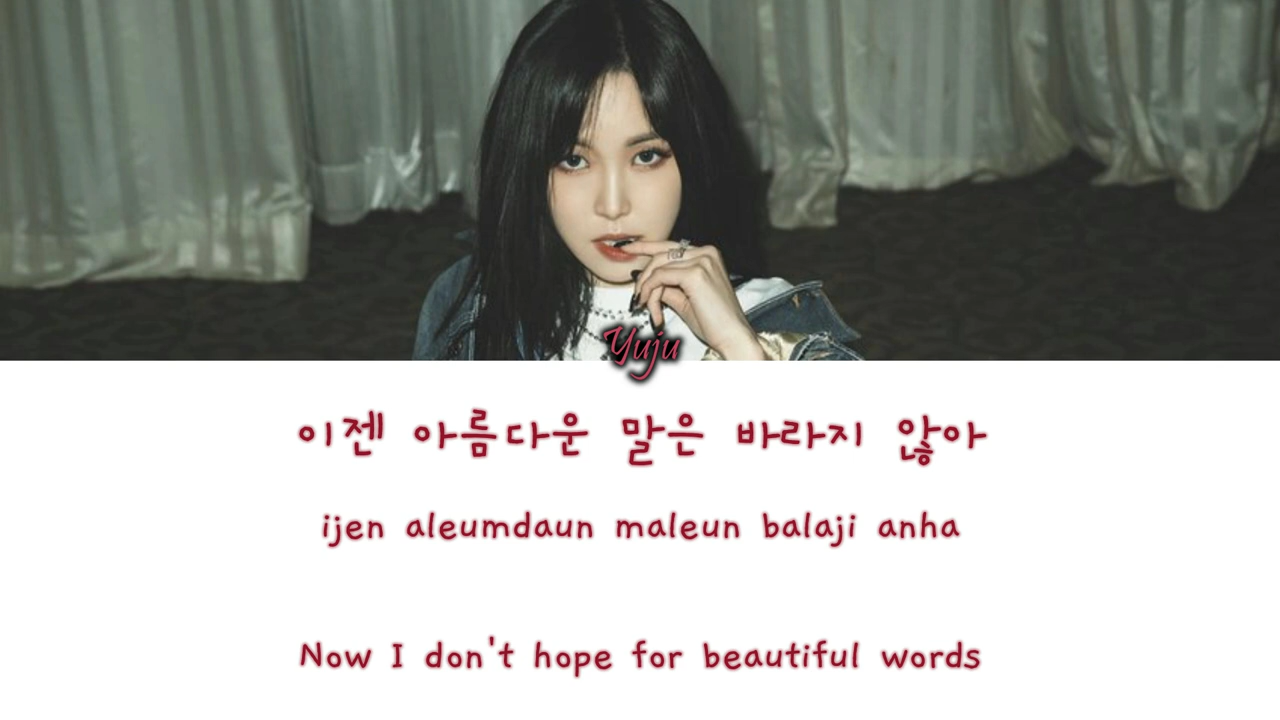 Yuju
이젠 아름다운 말은 바라지 않아
ijen aleumdaun maleun balaji anha
Now I don't hope for beautiful words